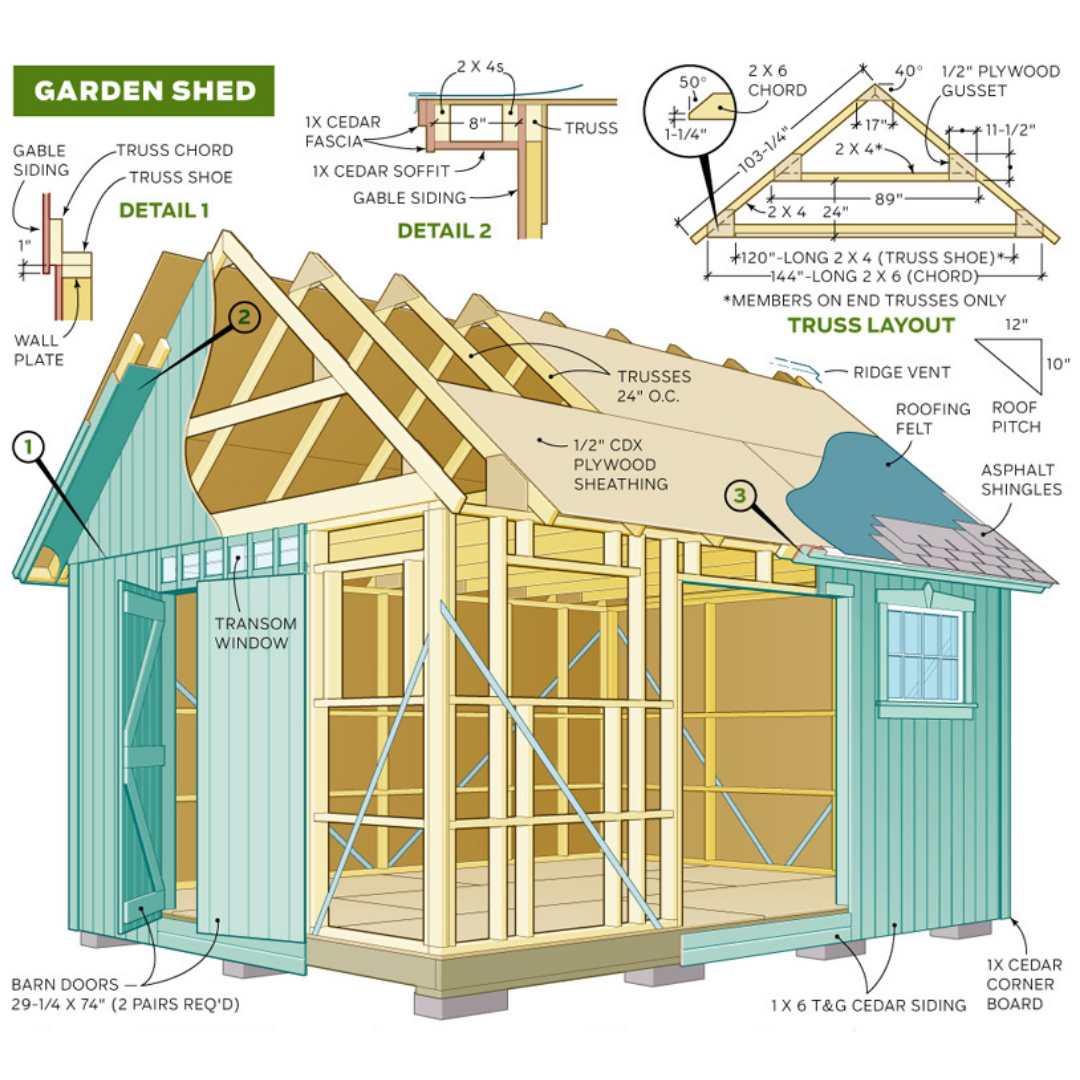 GARDEN SHED
GABLE
SIDING
TRUSS CHORD
TRUSS SHOE
DETAIL 1
1"
WALL
PLATE
2 X 4s
1X CEDAR
FASCIA
8"
TRUSS
1X CEDAR SOFFIT
GABLE SIDING
DETAIL 2
50°
1-1/4"
2 X 6
CHORD
40°
1/2" PLYWOOD
GUSSET
103-1/4"
17"
11-1/2"
2 X 4*
89"
2 X 4
24"
120"-LONG 2 X 4 (TRUSS SHOE)*
144"-LONG 2 X 6 (CHORD)
*MEMBERS ON END TRUSSES ONLY
TRUSS LAYOUT
12"
10"
ROOF
PITCH
2
1
3
TRUSSES
24" O.C.
RIDGE VENT
1/2" CDX
PLYWOOD
SHEATHING
ROOFING
FELT
ASPHALT
SHINGLES
TRANSOM
WINDOW
BARN DOORS
29-1/4 X 74" (2 PAIRS REQ'D)
1 X 6 T&G CEDAR SIDING
1X CEDAR
CORNER
BOARD